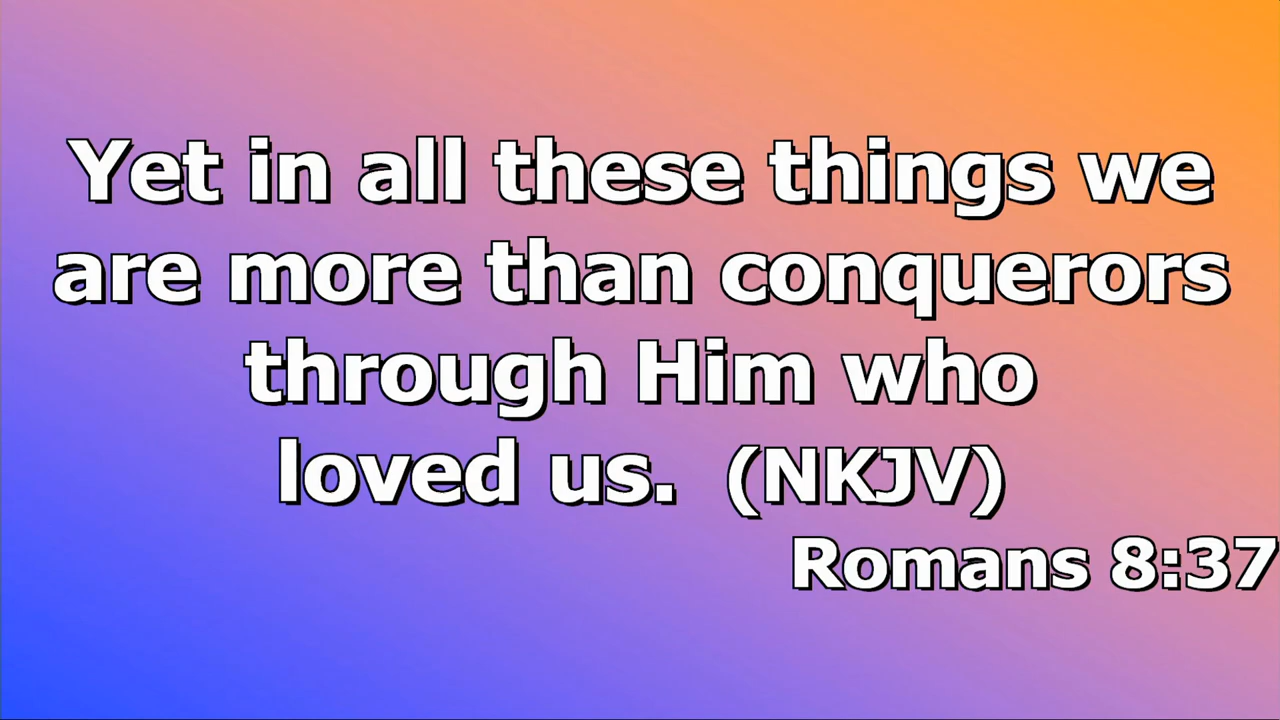 Yet in all these things we
are more than conquerors
through Him who
loved us.  (NKJV)
Romans 8:37